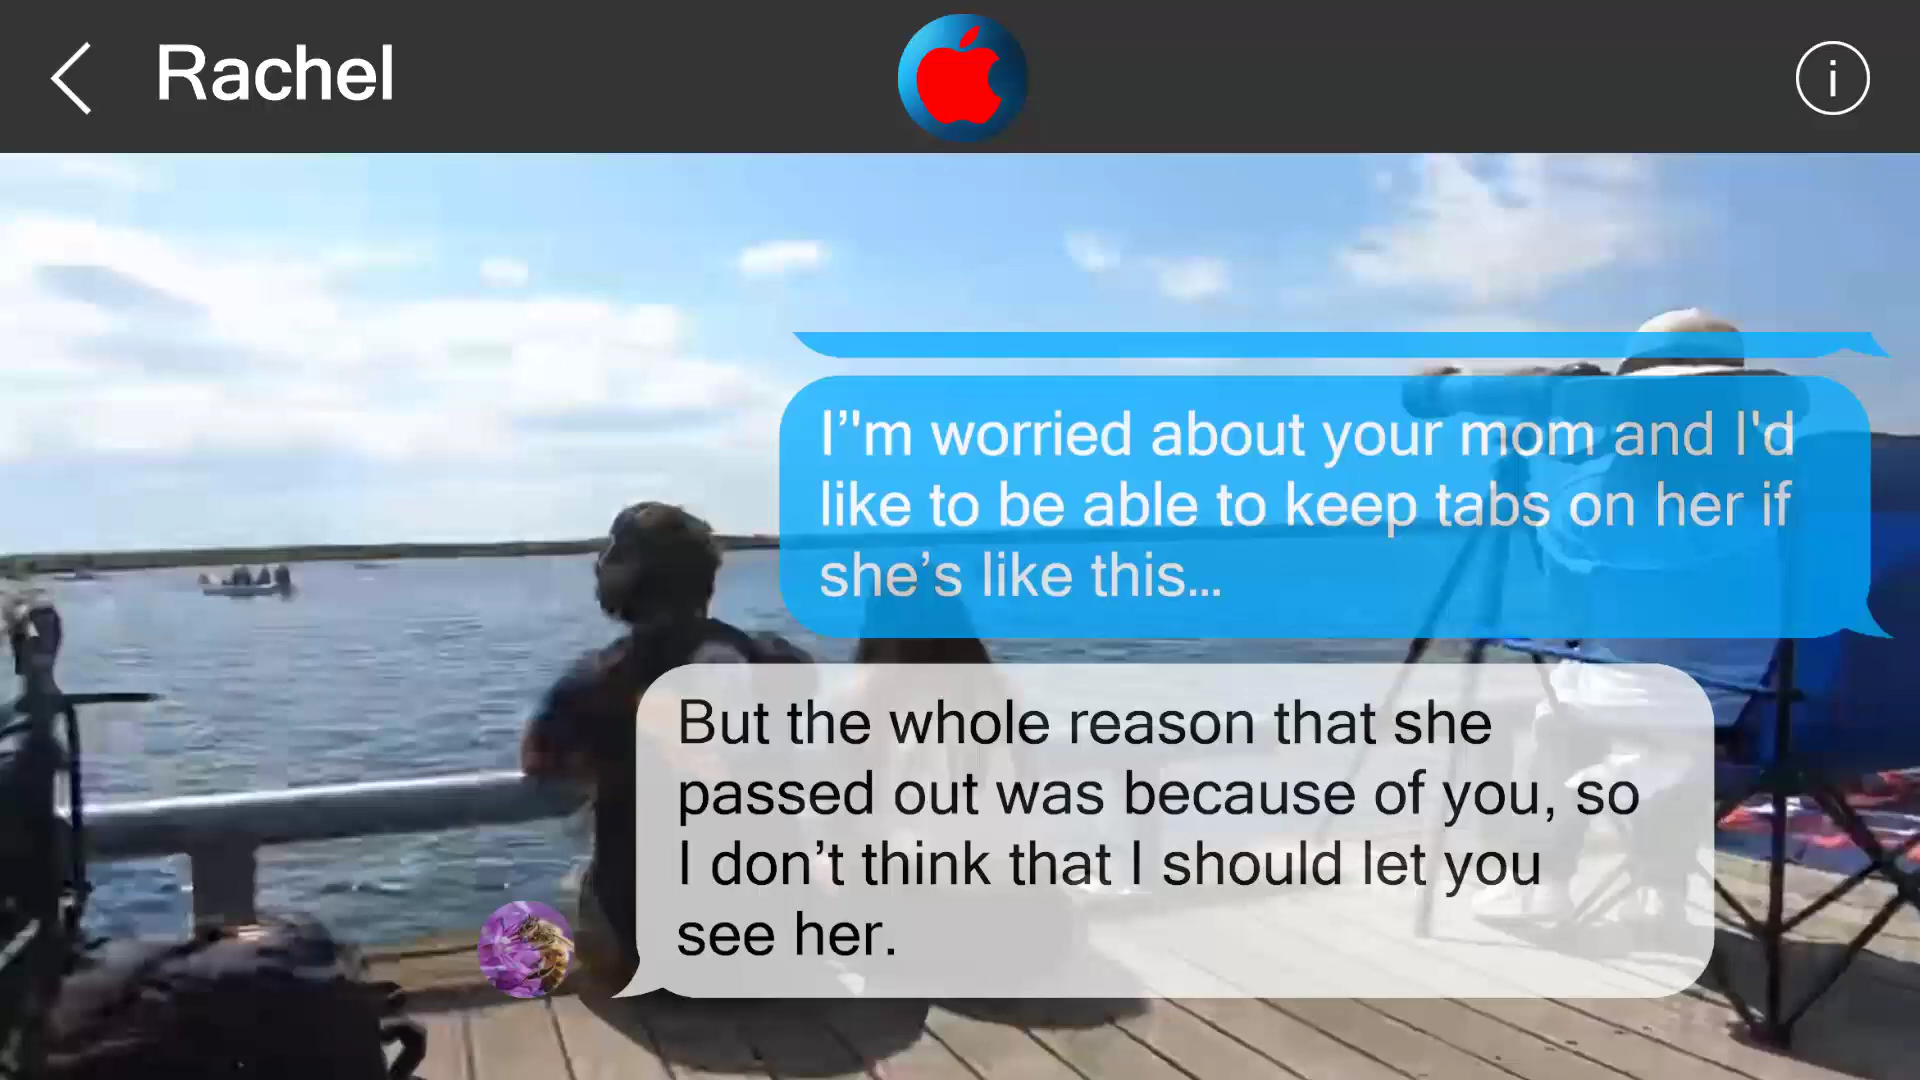 Rachel
i
I’'m worried about your mom and I'd
like to be able to keep tabs on her if
she’s like this...
But the whole reason that she
passed out was because of you, so
I don’t think that I should let you
see her.